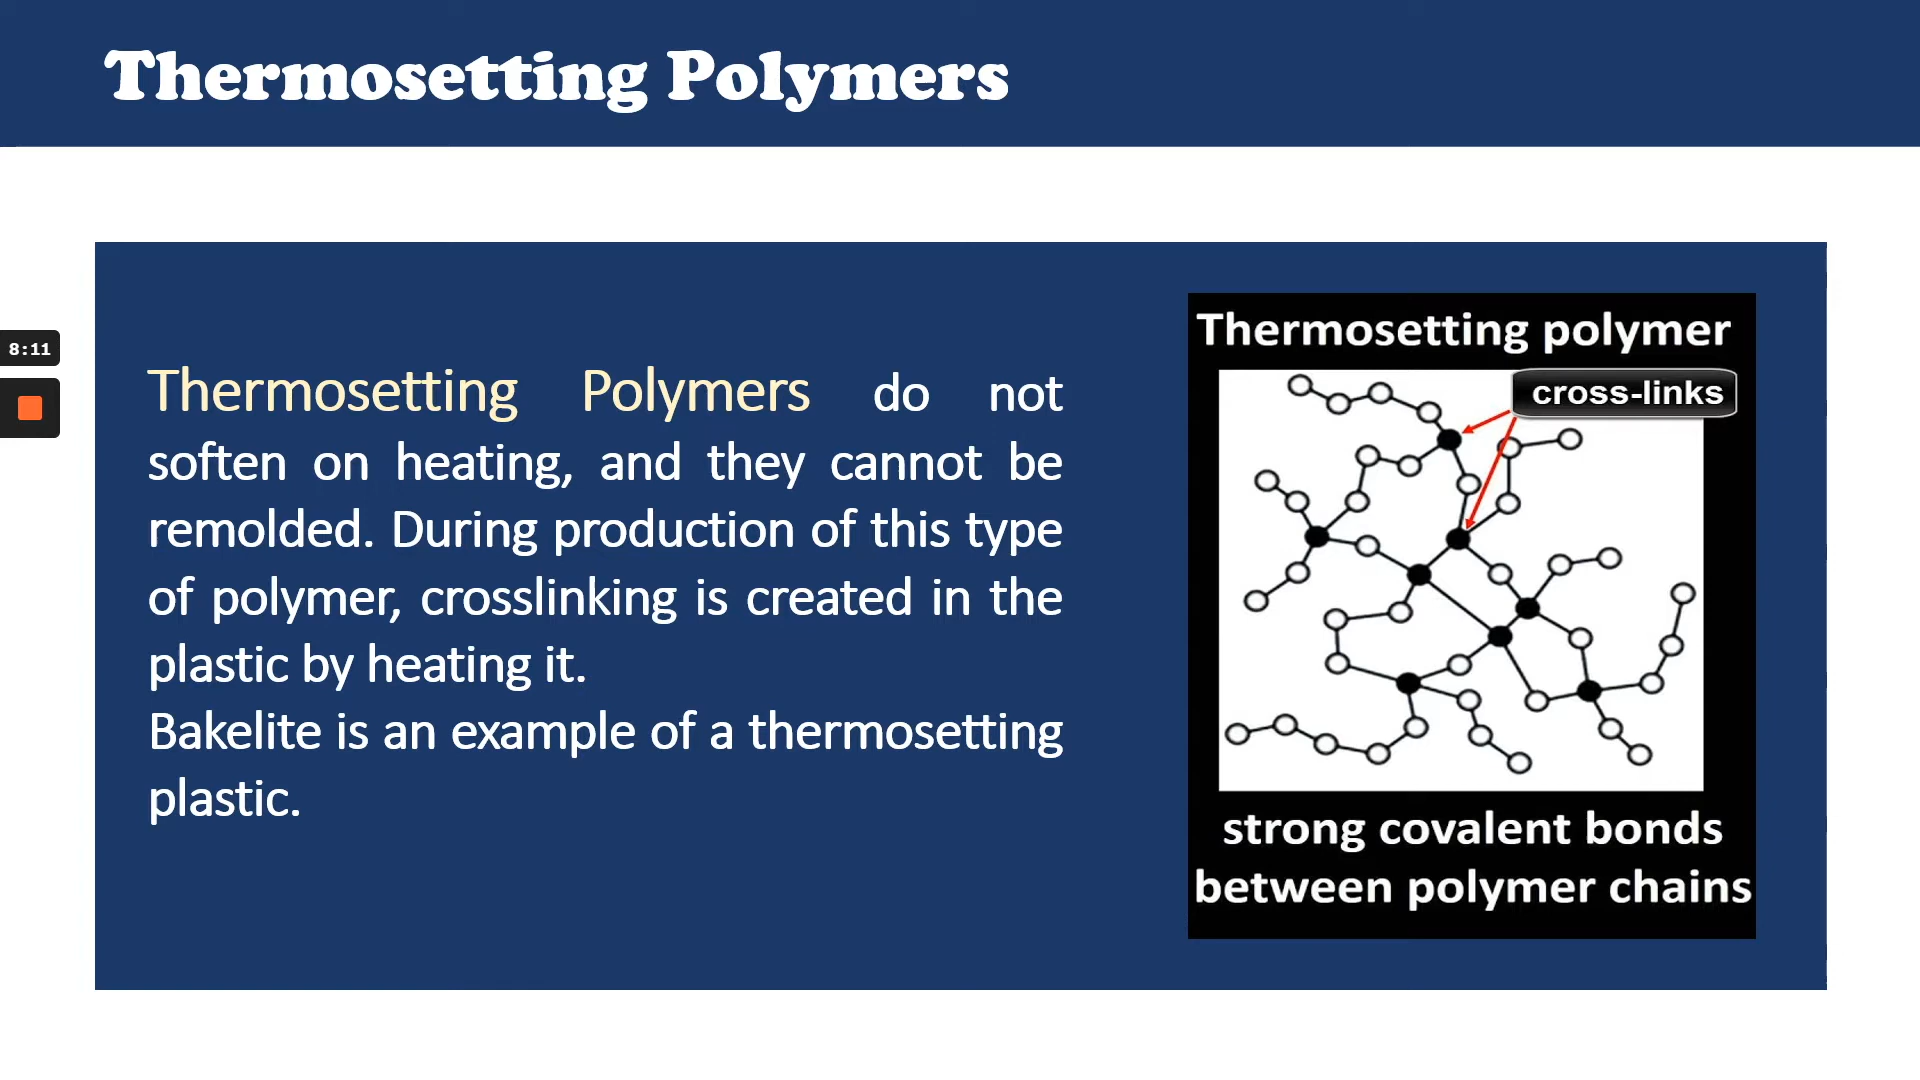 Thermosetting Polymers
8:11
Thermosetting Polymers do not
soften on heating, and they cannot be
remolded. During production of this type
of polymer, crosslinking is created in the
plastic by heating it.
Bakelite is an example of a thermosetting
plastic.
Thermosetting polymer
cross-links
strong covalent bonds
between polymer chains